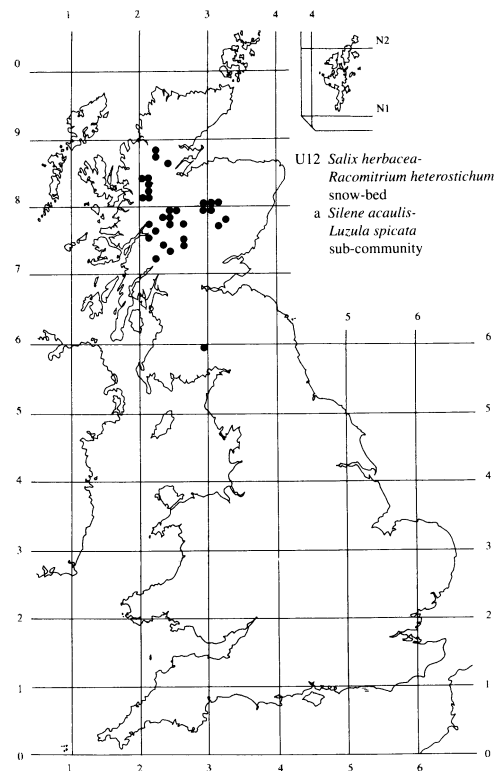 1 2 3 4
N2
0
N1
9
U12 Salix herbacea-
Racomitrium heterostichum
snow-bed
8
a Silene acaulis-
Luzula spicata
sub-community
7
5 6
6 6
5 5
4 4
3 3
2 2
1 1
0 0
1 2 3 4 5 6